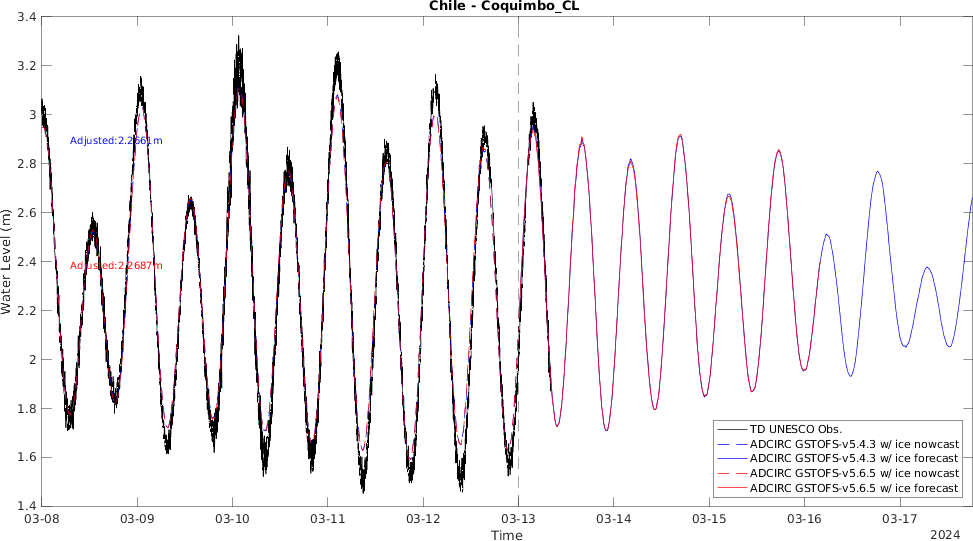 Chile - Coquimbo_CL
3.4
3.2
3
2.8
2.6
2.4
2.2
2
1.8
1.6
1.4
Water Level (m)
Adjusted:2.2661m
Adjusted:2.2687m
TD UNESCO Obs.
ADCIRC GSTOFS-v5.4.3 w/ ice nowcast
ADCIRC GSTOFS-v5.4.3 w/ ice forecast
ADCIRC GSTOFS-v5.6.5 w/ ice nowcast
ADCIRC GSTOFS-v5.6.5 w/ ice forecast
03-08 03-09 03-10 03-11 03-12 03-13 03-14 03-15 03-16 03-17
Time
2024